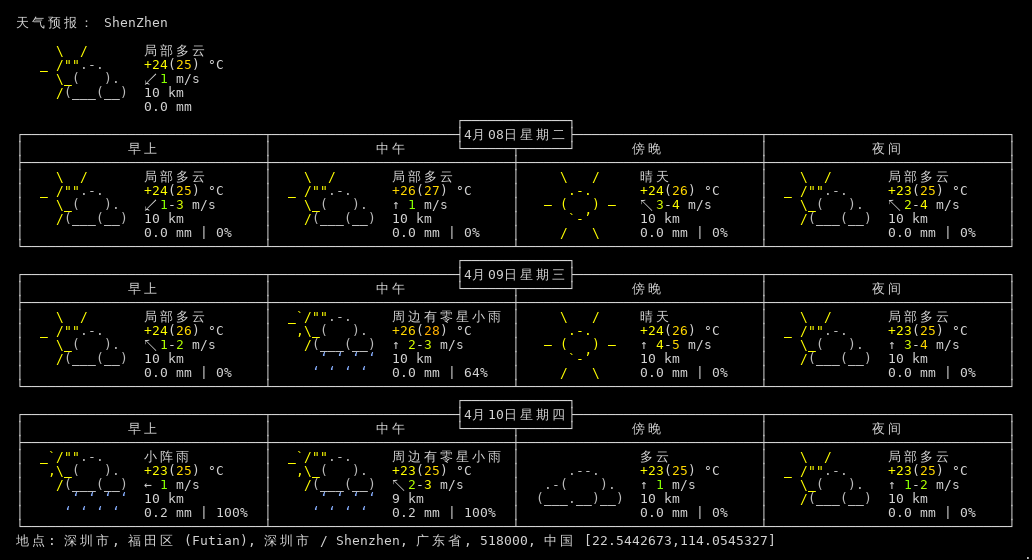 天气预报： ShenZhen
局部多云
+24(25) °C
↙ 1 m/s
10 km
0.0 mm
4月08日星期二
早上 中午 傍晚 夜间
局部多云 局部多云 晴天 局部多云
+24(25) °C +26(27) °C +24(26) °C +23(25) °C
↙ 1-3 m/s ↑ 1 m/s ↖ 3-4 m/s ↖ 2-4 m/s
10 km 10 km 10 km 10 km
0.0 mm | 0% 0.0 mm | 0% 0.0 mm | 0% 0.0 mm | 0%
4月09日星期三
早上 中午 傍晚 夜间
局部多云 周边有零星小雨 晴天 局部多云
+24(26) °C +26(28) °C +24(26) °C +23(25) °C
↖ 1-2 m/s ↑ 2-3 m/s ↑ 4-5 m/s ↑ 3-4 m/s
10 km 10 km 10 km 10 km
0.0 mm | 0% 0.0 mm | 64% 0.0 mm | 0% 0.0 mm | 0%
4月10日星期四
早上 中午 傍晚 夜间
小阵雨 周边有零星小雨 多云 局部多云
+23(25) °C +23(25) °C +23(25) °C +23(25) °C
← 1 m/s ↖ 2-3 m/s ↑ 1 m/s ↑ 1-2 m/s
10 km 9 km 10 km 10 km
0.2 mm | 100% 0.2 mm | 100% 0.0 mm | 0% 0.0 mm | 0%
地点: 深圳市, 福田区 (Futian), 深圳市 / Shenzhen, 广东省, 518000, 中国 [22.5442673,114.0545327]